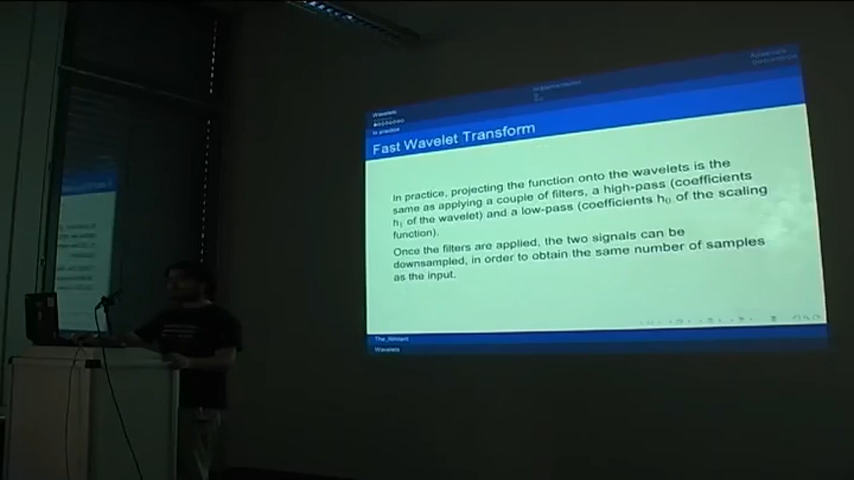 Wavelets
Implementation
In practice
Fast Wavelet Transform
In practice, projecting the function onto the wavelets is the
same as applying a couple of filters, a high-pass (coefficients
h₁ of the wavelet) and a low-pass (coefficients h₀ of the scaling
function).
Once the filters are applied, the two signals can be
downsampled, in order to obtain the same number of samples
as the input.
Wavelets